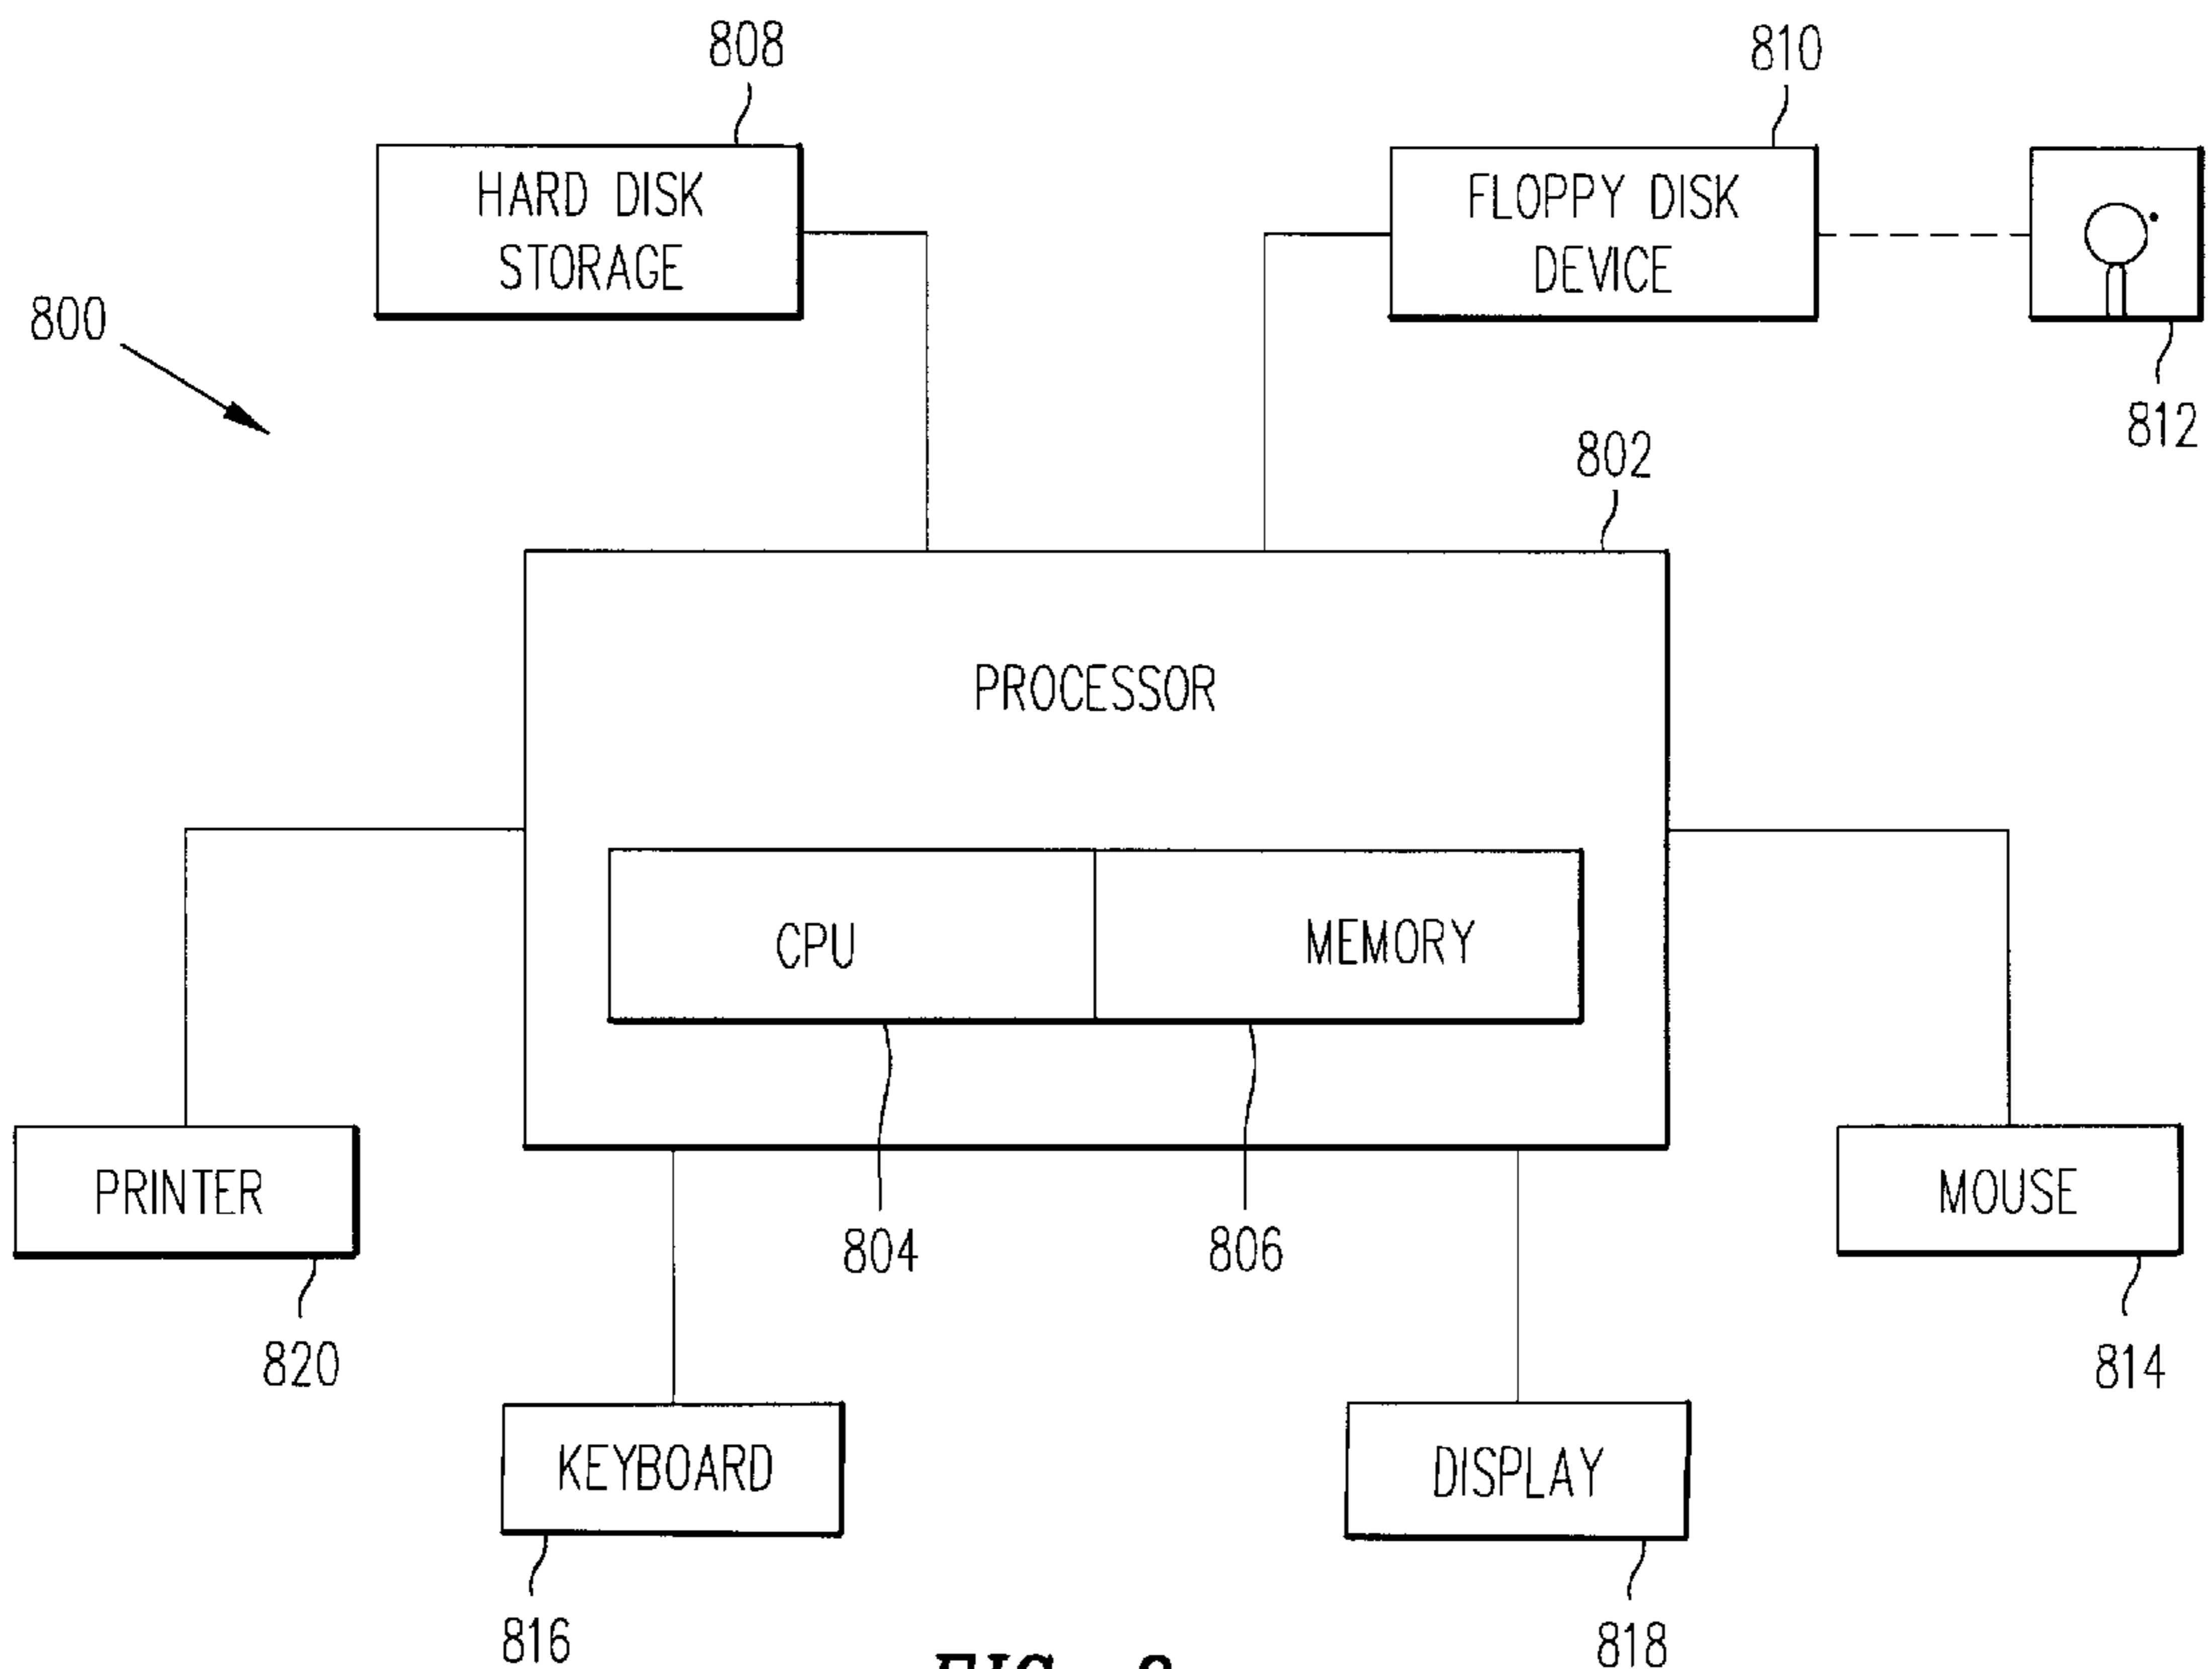 808
810
HARD DISK
STORAGE
FLOPPY DISK
DEVICE
800
812
802
PROCESSOR
CPU
MEMORY
PRINTER
MOUSE
804
806
820
814
KEYBOARD
DISPLAY
816
818
FIG.